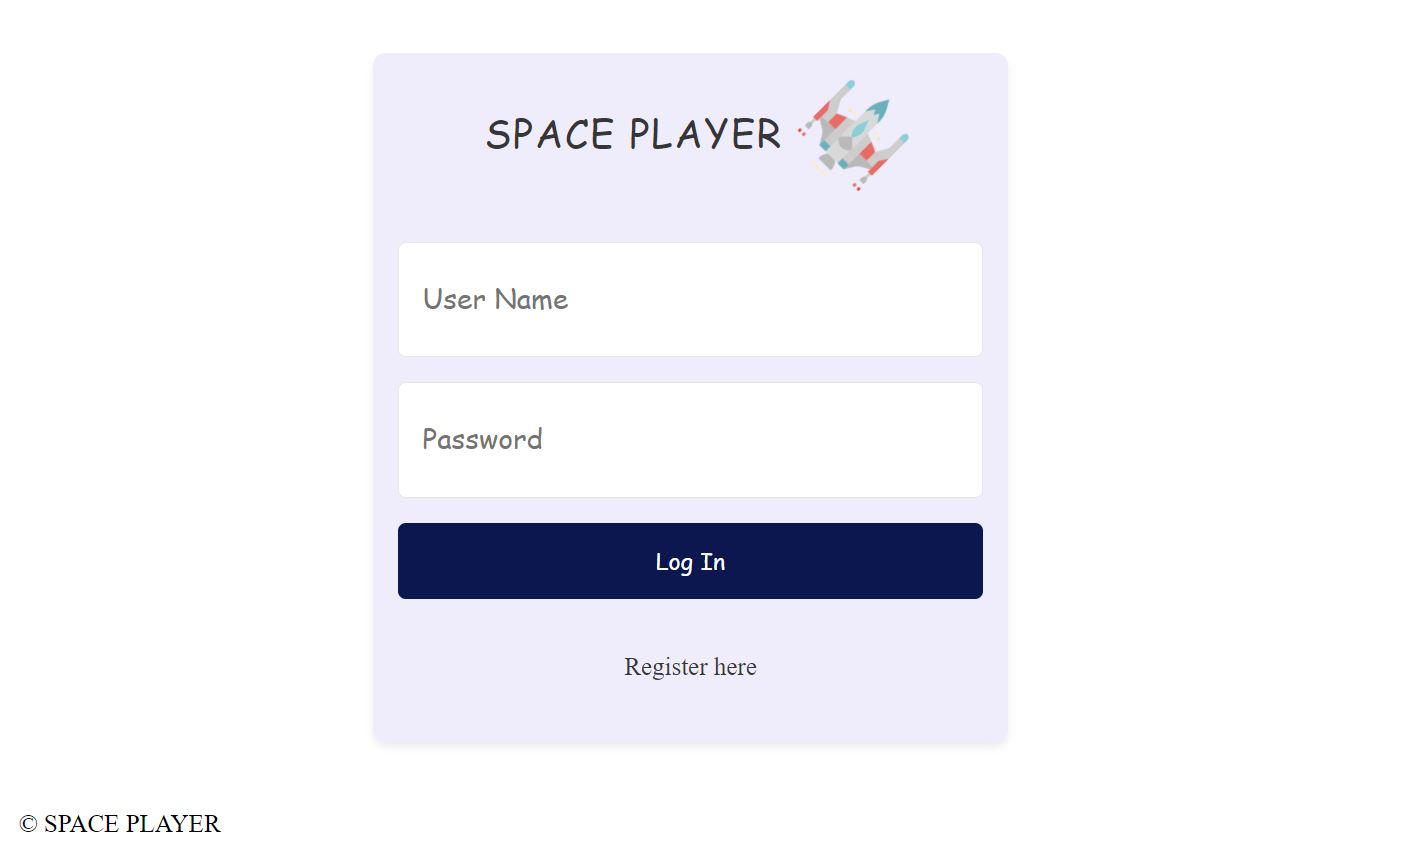 SPACE PLAYER
User Name
Password
Log In
Register here
© SPACE PLAYER